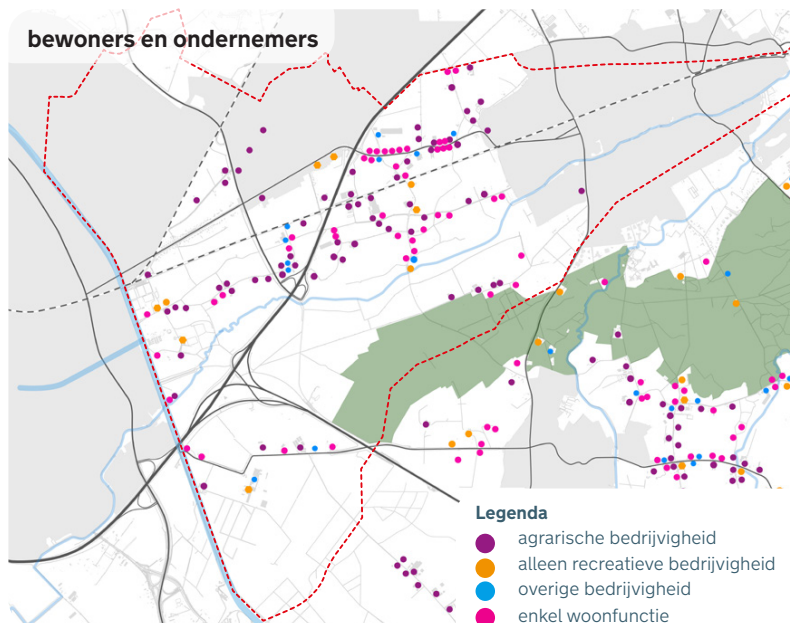 bewoners en ondernemers
Legenda
agrarische bedrijvigheid
alleen recreatieve bedrijvigheid
overige bedrijvigheid
enkel woonfunctie